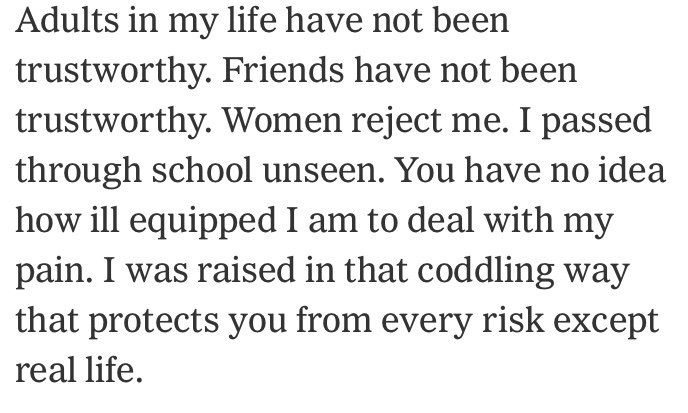 Adults in my life have not been
trustworthy. Friends have not been
trustworthy. Women reject me. I passed
through school unseen. You have no idea
how ill equipped I am to deal with my
pain. I was raised in that coddling way
that protects you from every risk except
real life.